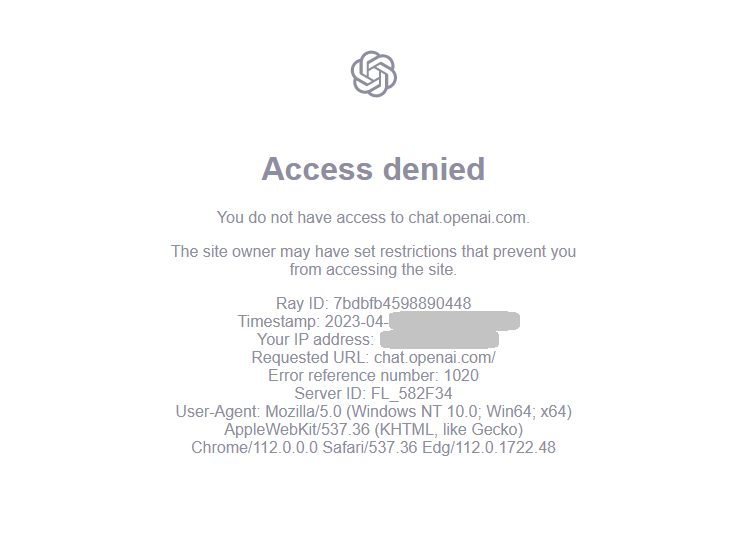 Access denied
You do not have access to chat.openai.com.
The site owner may have set restrictions that prevent you
from accessing the site.
Ray ID: 7bdbfb4598890448
Timestamp: 2023-04-
Your IP address:
Requested URL: chat.openai.com/
Error reference number: 1020
Server ID: FL_582F34
User-Agent: Mozilla/5.0 (Windows NT 10.0; Win64; x64)
AppleWebKit/537.36 (KHTML, like Gecko)
Chrome/112.0.0.0 Safari/537.36 Edg/112.0.1722.48